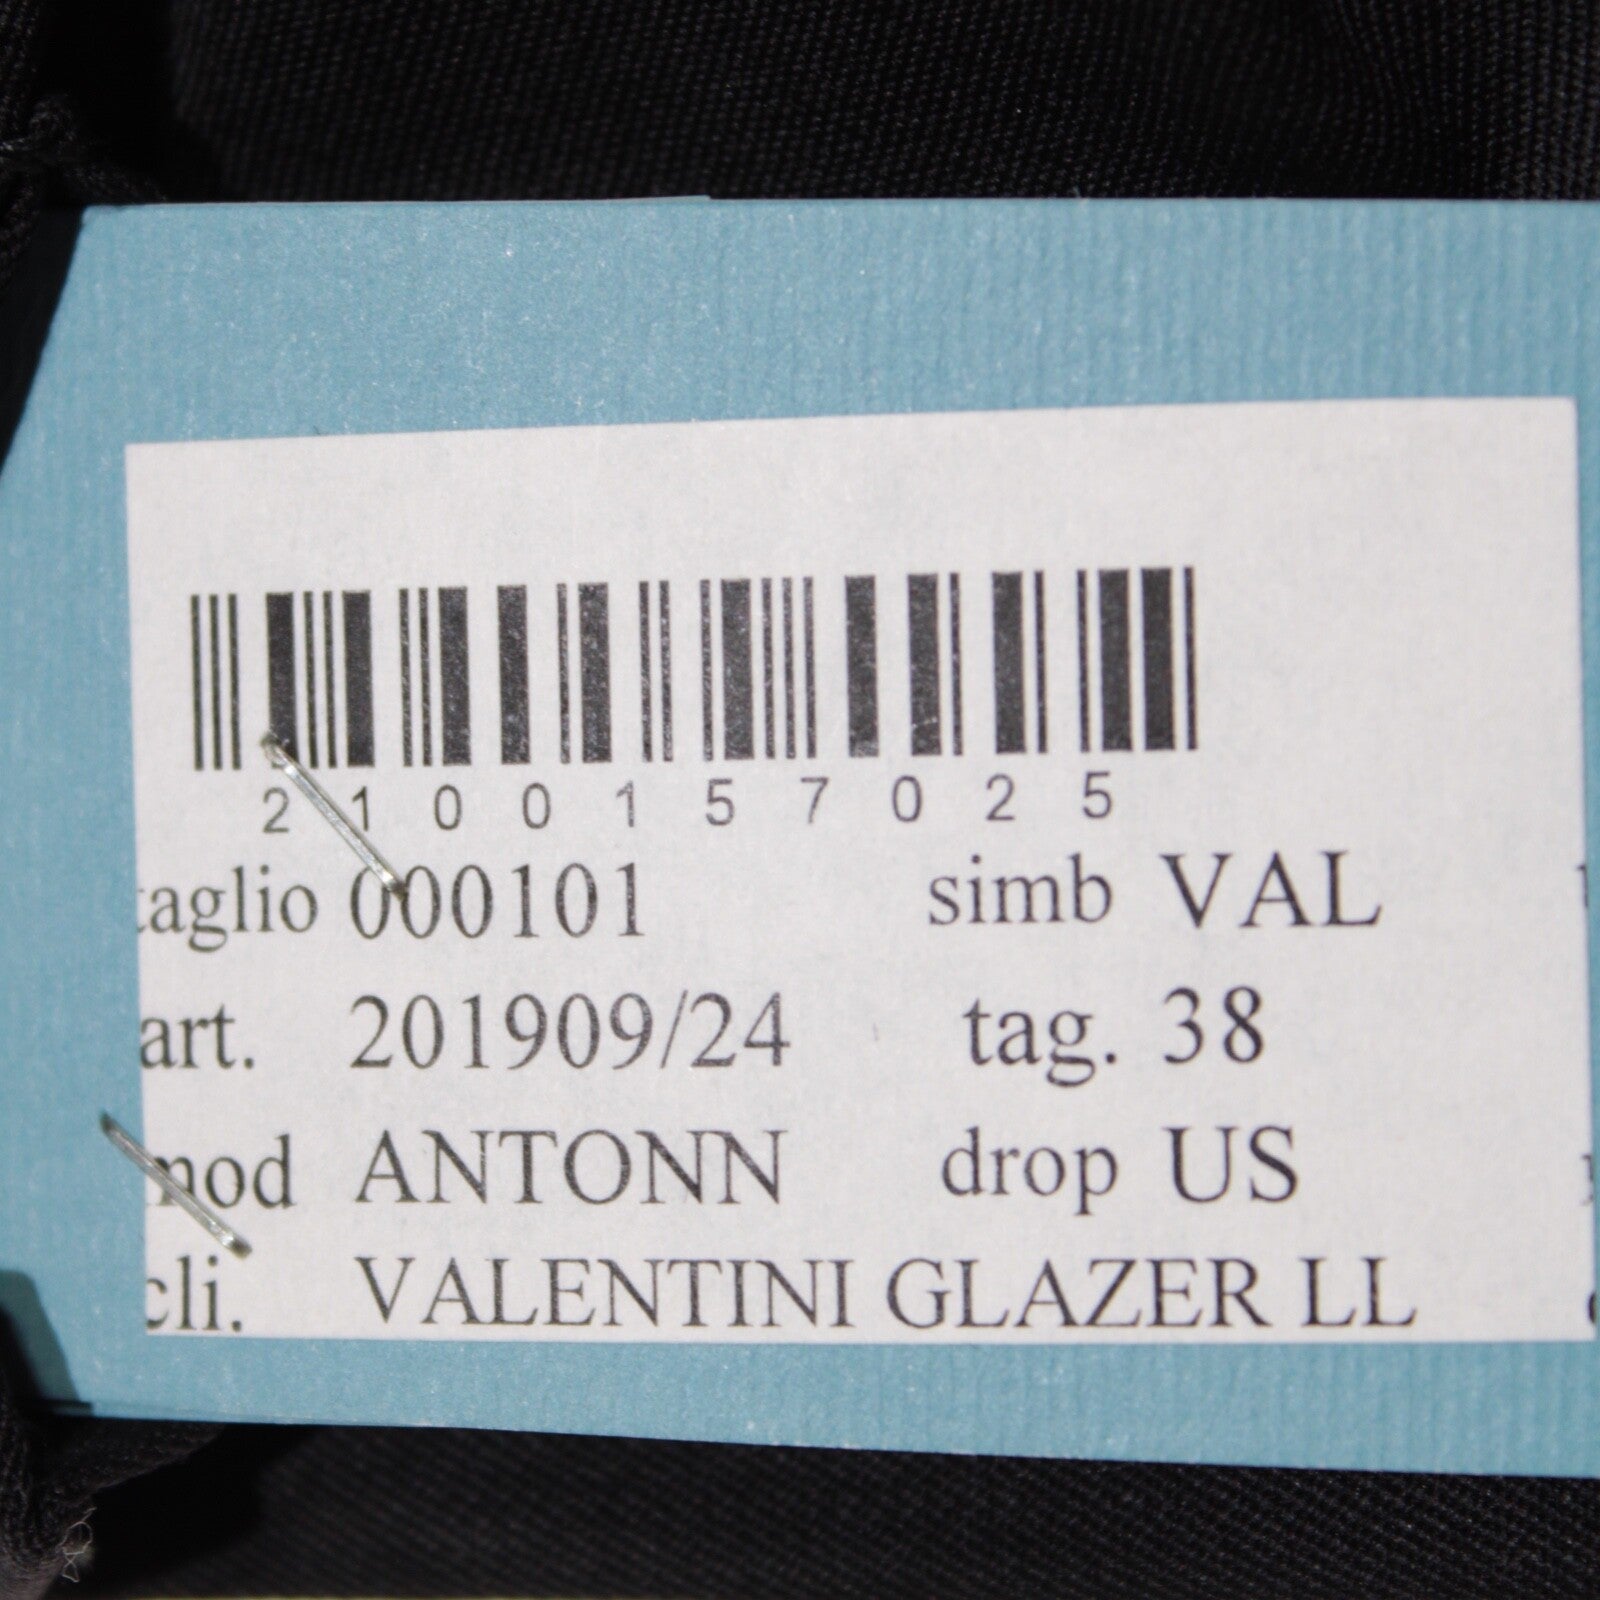 2100157025
taglio 000101 simb VAL
art. 201909/24 tag. 38
mod ANTONN drop US
cli. VALENTINI GLAZER LL